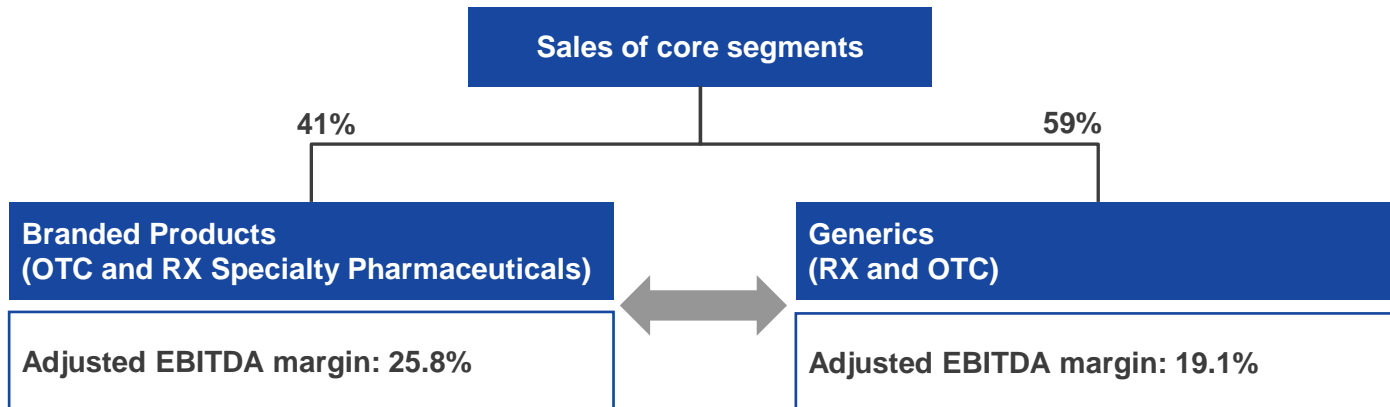 Sales of core segments
41%
59%
Branded Products
(OTC and RX Specialty Pharmaceuticals)
Adjusted EBITDA margin: 25.8%
Generics
(RX and OTC)
Adjusted EBITDA margin: 19.1%